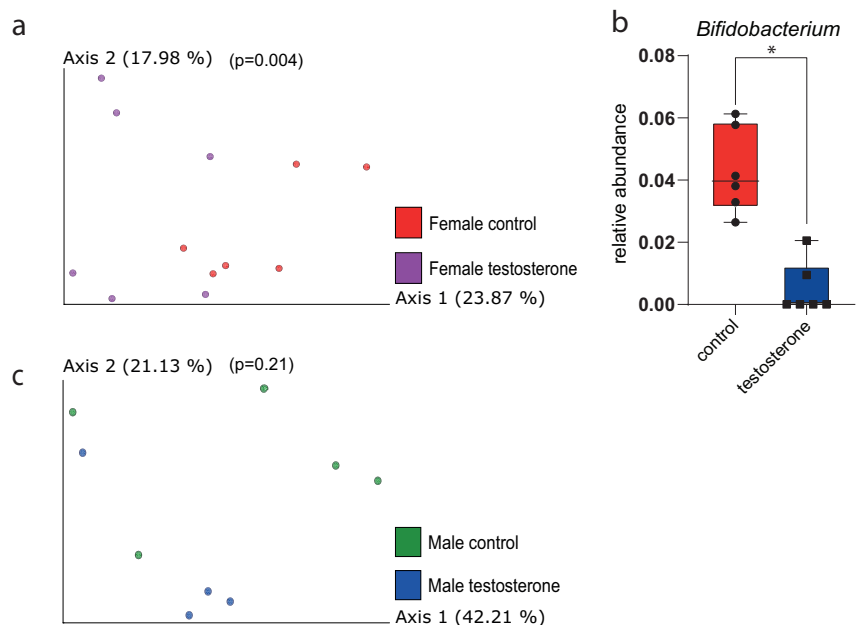 a
Axis 2 (17.98 %) (p=0.004)
Female control
Female testosterone
Axis 1 (23.87 %)
b
Bifidobacterium
*
relative abundance
0.08
0.06
0.04
0.02
0.00
control
testosterone
c
Axis 2 (21.13 %) (p=0.21)
Male control
Male testosterone
Axis 1 (42.21 %)